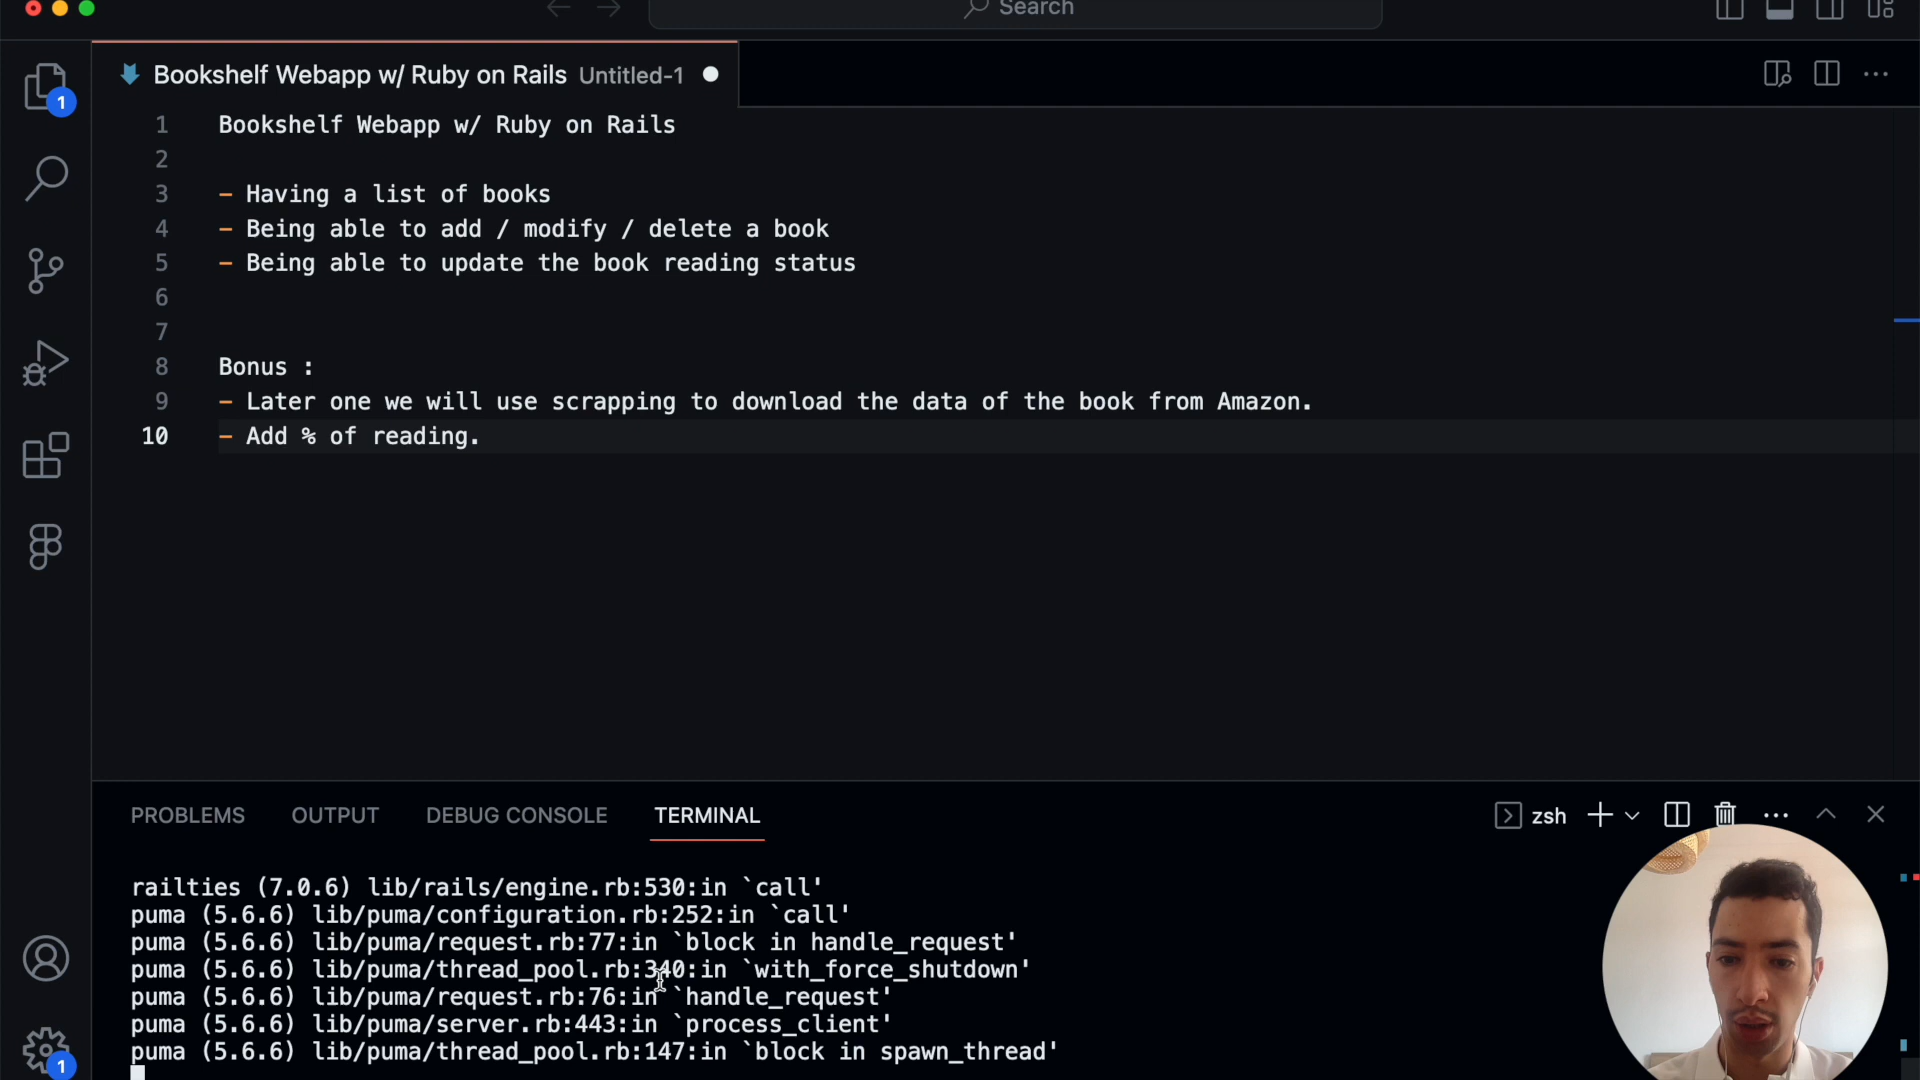 Search
Bookshelf Webapp w/ Ruby on Rails Untitled-1
1 Bookshelf Webapp w/ Ruby on Rails
2
3 - Having a list of books
4 - Being able to add / modify / delete a book
5 - Being able to update the book reading status
6
7
8 Bonus :
9 - Later one we will use scrapping to download the data of the book from Amazon.
10 - Add % of reading.
1
1
PROBLEMS OUTPUT DEBUG CONSOLE TERMINAL zsh
railties (7.0.6) lib/rails/engine.rb:530:in `call'
puma (5.6.6) lib/puma/configuration.rb:252:in `call'
puma (5.6.6) lib/puma/request.rb:77:in `block in handle_request'
puma (5.6.6) lib/puma/thread_pool.rb:340:in `with_force_shutdown'
puma (5.6.6) lib/puma/request.rb:76:in `handle_request'
puma (5.6.6) lib/puma/server.rb:443:in `process_client'
puma (5.6.6) lib/puma/thread_pool.rb:147:in `block in spawn_thread'